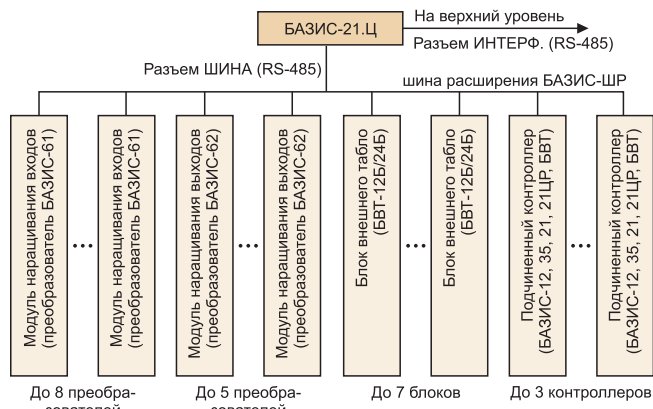 БАЗИС-21.Ц
На верхний уровень
Разъем ИНТЕРФ. (RS-485)
Разъем ШИНА (RS-485)
шина расширения БАЗИС-ШР
Модуль наращивания входов
(преобразователь БАЗИС-61)
...
Модуль наращивания входов
(преобразователь БАЗИС-61)
Модуль наращивания выходов
(преобразователь БАЗИС-62)
...
Модуль наращивания выходов
(преобразователь БАЗИС-62)
Блок внешнего табло
(БВТ-12Б/24Б)
...
Блок внешнего табло
(БВТ-12Б/24Б)
Подчиненный контроллер
(БАЗИС-12, 35, 21, 21ЦР, БВТ)
...
Подчиненный контроллер
(БАЗИС-12, 35, 21, 21ЦР, БВТ)
До 8 преобра-
зователей
До 5 преобра-
зователей
До 7 блоков
До 3 контроллеров